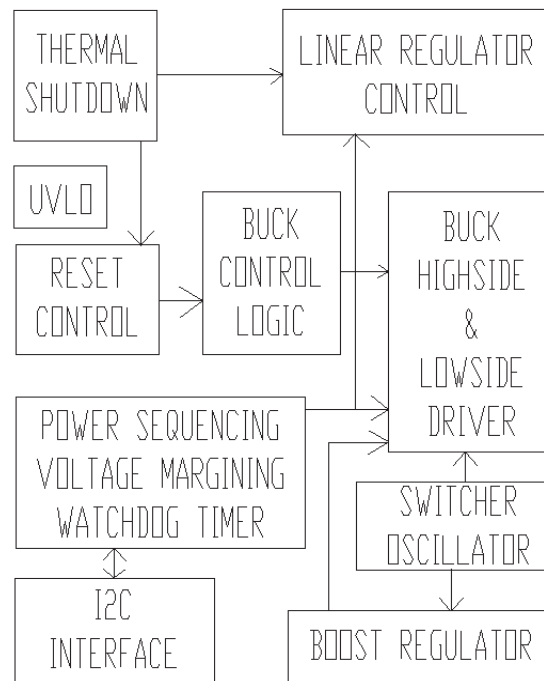 THERMAL
SHUTDOWN
LINEAR REGULATOR
CONTROL
UVLO
RESET
CONTROL
BUCK
CONTROL
LOGIC
BUCK
HIGHSIDE
&
LOWSIDE
DRIVER
POWER SEQUENCING
VOLTAGE MARGINING
WATCHDOG TIMER
SWITCHER
OSCILLATOR
I2C
INTERFACE
BOOST REGULATOR